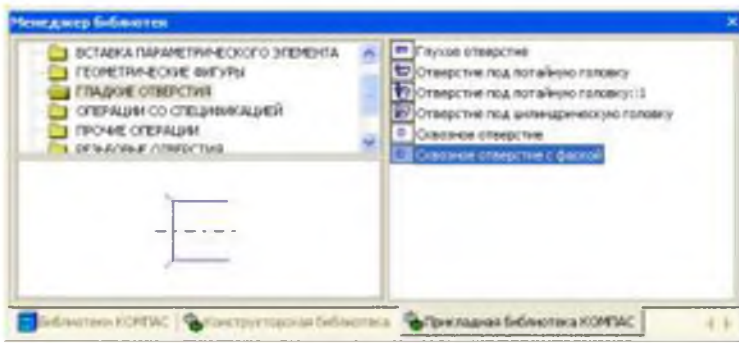 Менеджер библиотек
ВСТАВКА ПАРАМЕТРИЧЕСКОГО ЭЛЕМЕНТА
ГЕОМЕТРИЧЕСКИЕ ФИГУРЫ
ГЛАДКИЕ ОТВЕРСТИЯ
ОПЕРАЦИИ СО СПЕЦИФИКАЦИЕЙ
ПРОЧИЕ ОПЕРАЦИИ
РЕЗЬБОВЫЕ ОТВЕРСТИЯ
Глухое отверстие
Отверстие под потайную головку
Отверстие под потайную головку::1
Отверстие под цилиндрическую головку
Сквозное отверстие
Сквозное отверстие с фаской
Библиотеки КОМПАС
Конструкторская библиотека
Прикладная библиотека КОМПАС